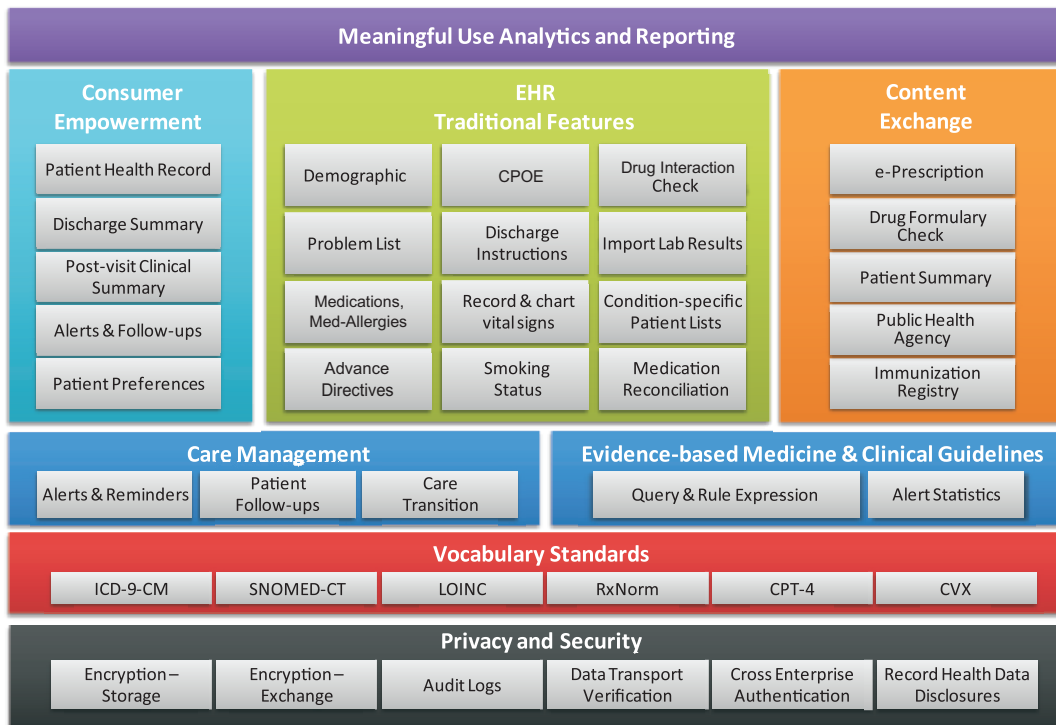 Meaningful Use Analytics and Reporting
Consumer
Empowerment
Patient Health Record
Discharge Summary
Post-visit Clinical
Summary
Alerts & Follow-ups
Patient Preferences
EHR
Traditional Features
Demographic
CPOE
Drug Interaction
Check
Problem List
Discharge
Instructions
Import Lab Results
Medications,
Med-Allergies
Record & chart
vital signs
Condition-specific
Patient Lists
Advance
Directives
Smoking
Status
Medication
Reconciliation
Content
Exchange
e-Prescription
Drug Formulary
Check
Patient Summary
Public Health
Agency
Immunization
Registry
Care Management
Alerts & Reminders
Patient
Follow-ups
Care
Transition
Evidence-based Medicine & Clinical Guidelines
Query & Rule Expression
Alert Statistics
Vocabulary Standards
ICD-9-CM
SNOMED-CT
LOINC
RxNorm
CPT-4
CVX
Privacy and Security
Encryption–
Storage
Encryption–
Exchange
Audit Logs
Data Transport
Verification
Cross Enterprise
Authentication
Record Health Data
Disclosures